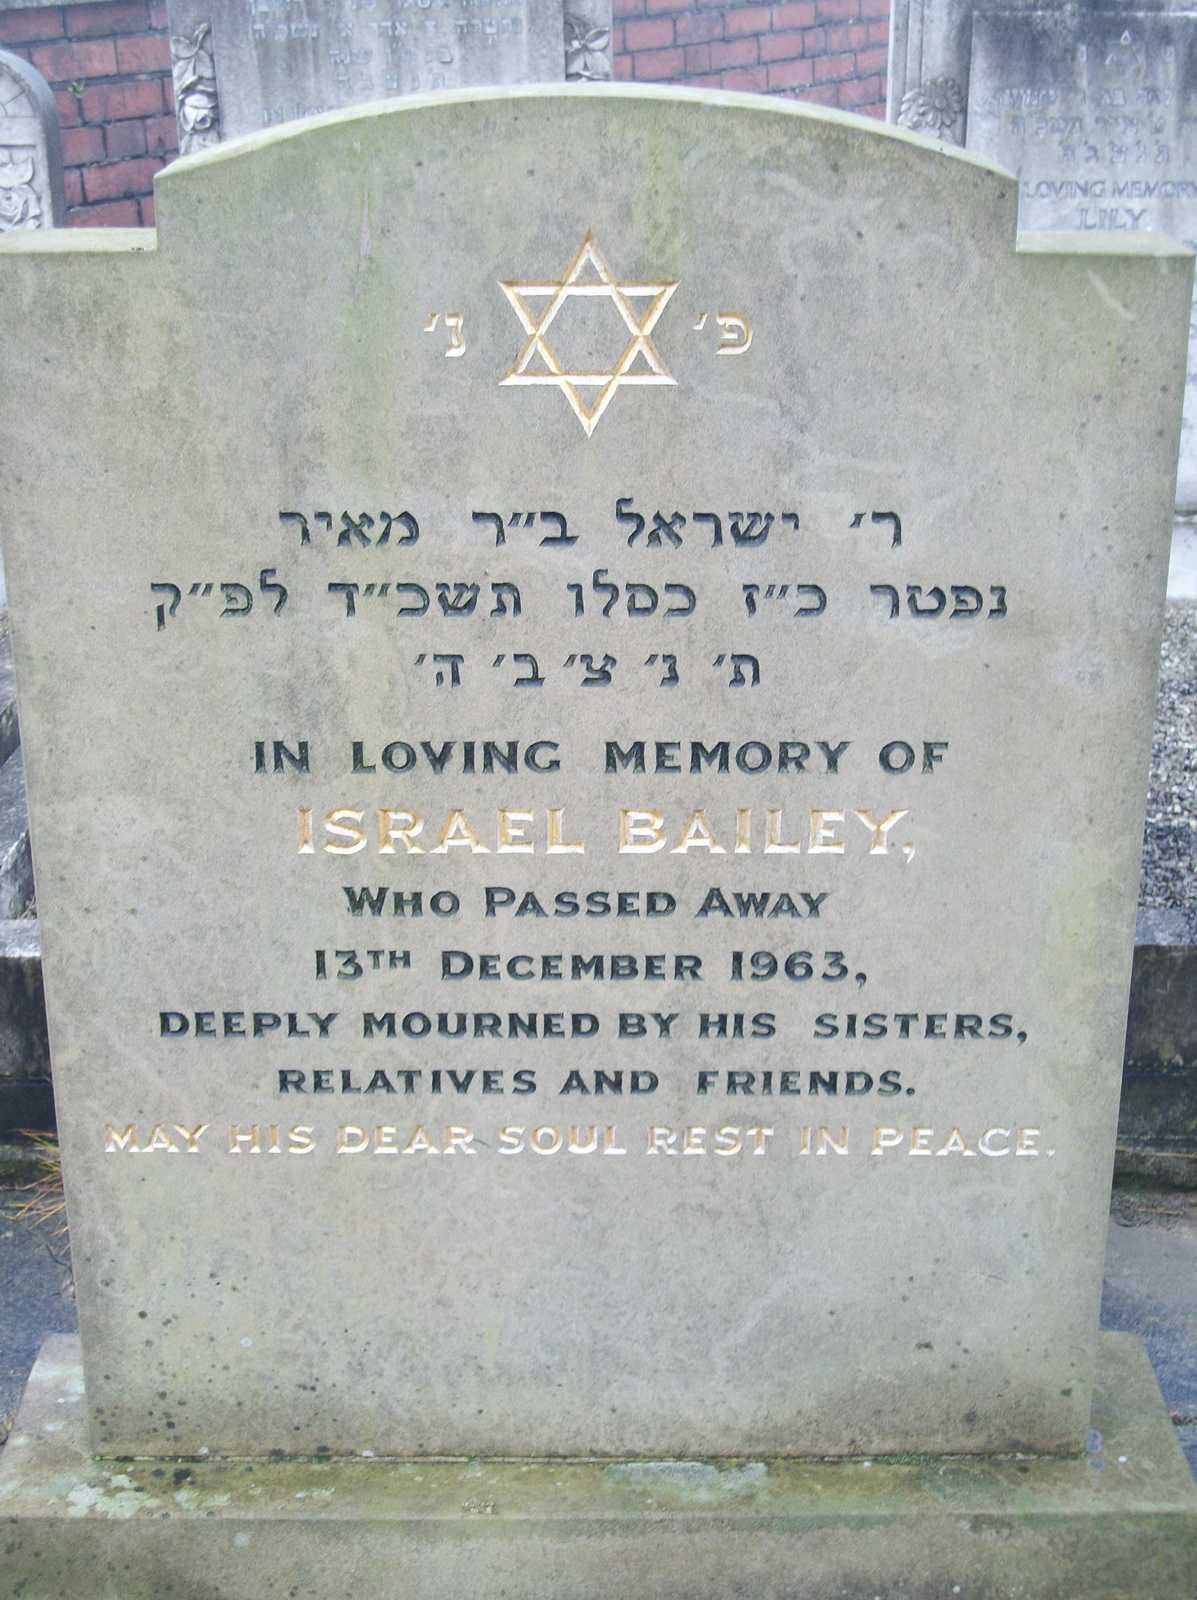 פ׳ נ׳
ר׳ ישראל ב״ר מאיר
נפטר כ״ז כסלו תשכ״ד לפ״ק
ת׳ נ׳ צ׳ ב׳ ה׳
IN LOVING MEMORY OF
ISRAEL BAILEY,
WHO PASSED AWAY
13TH DECEMBER 1963,
DEEPLY MOURNED BY HIS SISTERS,
RELATIVES AND FRIENDS.
MAY HIS DEAR SOUL REST IN PEACE.
LOVING MEMORY
LILY